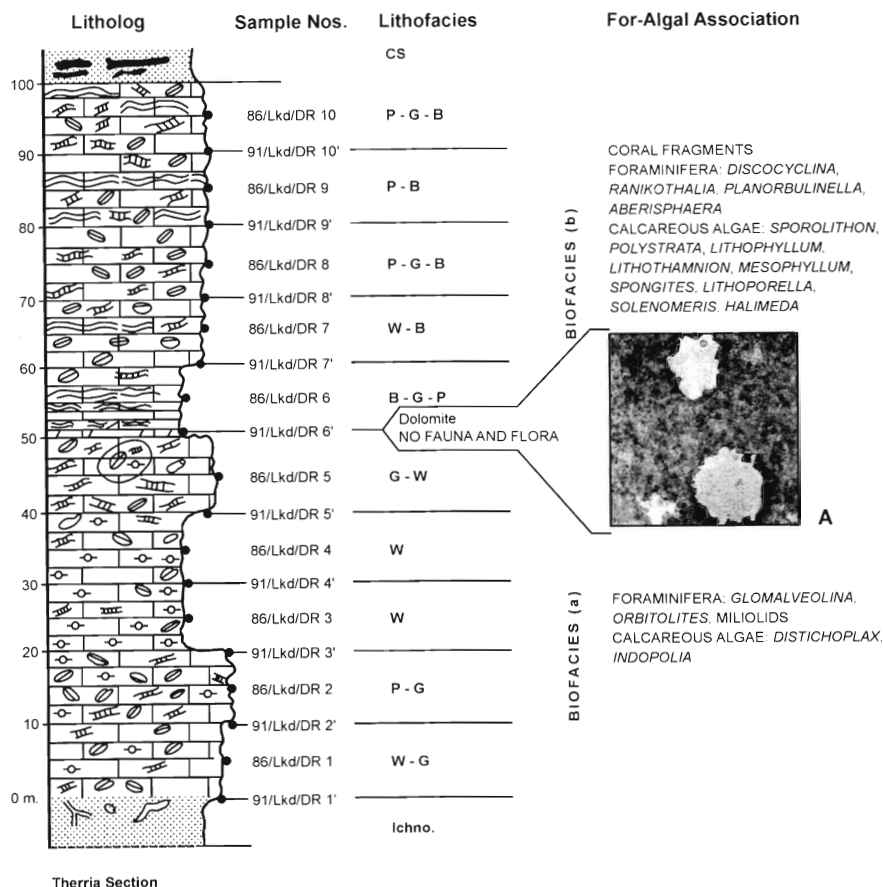 Litholog Sample Nos. Lithofacies For-Algal Association
CS
100
86/Lkd/DR 10 P - G - B
91/Lkd/DR 10'
90
86/Lkd/DR 9 P - B
80
91/Lkd/DR 9'
86/Lkd/DR 8 P - G - B
70
91/Lkd/DR 8'
86/Lkd/DR 7 W - B
60
91/Lkd/DR 7'
86/Lkd/DR 6 B - G - P
Dolomite
NO FAUNA AND FLORA
50
91/Lkd/DR 6'
86/Lkd/DR 5 G - W
40
91/Lkd/DR 5'
86/Lkd/DR 4 W
30
91/Lkd/DR 4'
86/Lkd/DR 3 W
20
91/Lkd/DR 3'
86/Lkd/DR 2 P - G
10
91/Lkd/DR 2'
86/Lkd/DR 1 W - G
0 m.
91/Lkd/DR 1'
Ichno.
BIOFACIES (b)
CORAL FRAGMENTS
FORAMINIFERA: DISCOCYCLINA,
RANIKOTHALIA, PLANORBULINELLA,
ABERISPHAERA
CALCAREOUS ALGAE: SPOROLITHON,
POLYSTRATA, LITHOPHYLLUM,
LITHOTHAMNION, MESOPHYLLUM,
SPONGITES, LITHOPORELLA,
SOLENOMERIS, HALIMEDA
A
BIOFACIES (a)
FORAMINIFERA: GLOMALVEOLINA,
ORBITOLITES, MILIOLIDS
CALCAREOUS ALGAE: DISTICHOPLAX,
INDOPOLIA
Therria Section